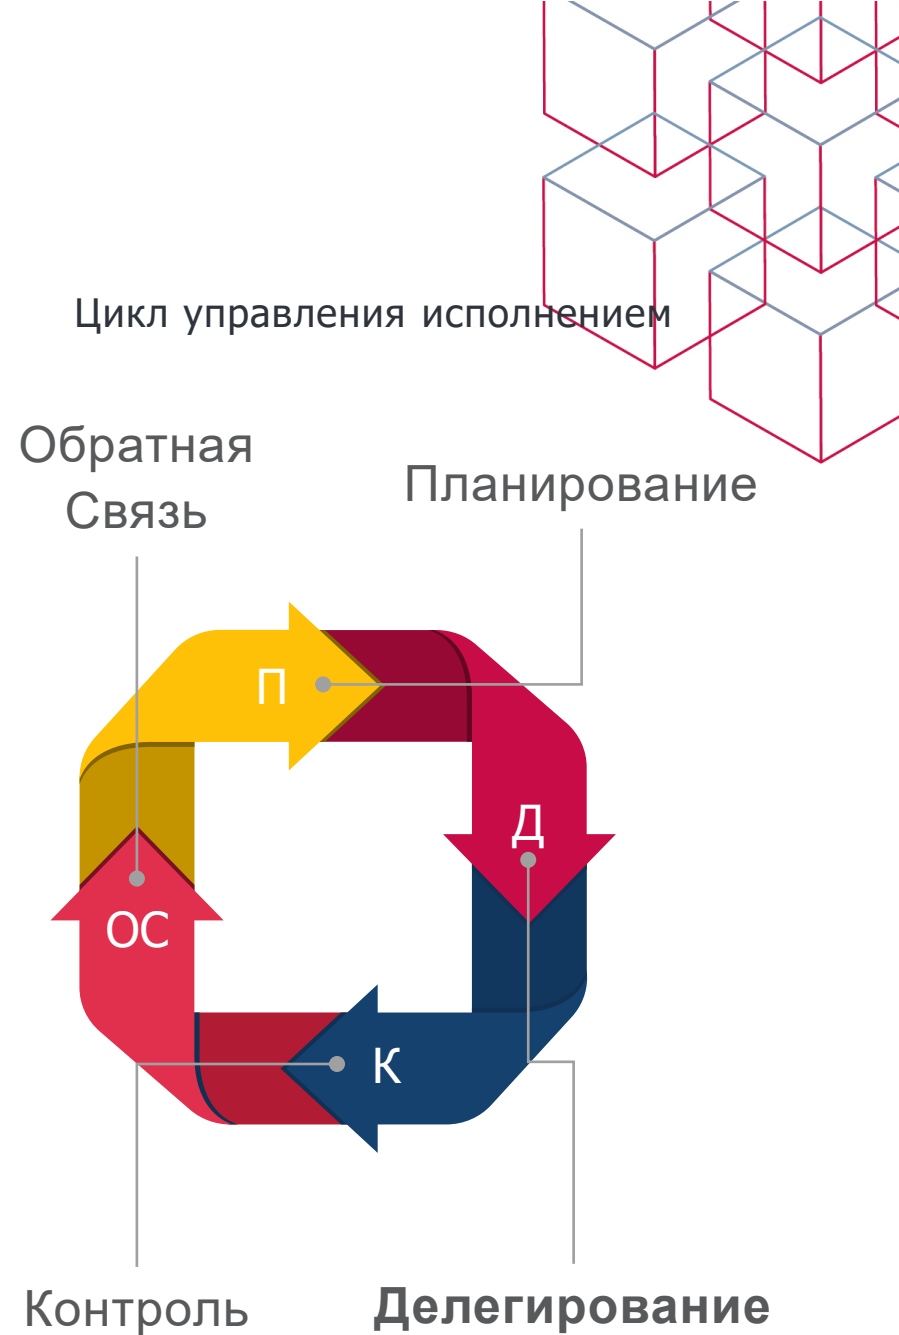 Цикл управления исполнением
Обратная
Связь
Планирование
П
Д
ОС
К
Контроль
Делегирование